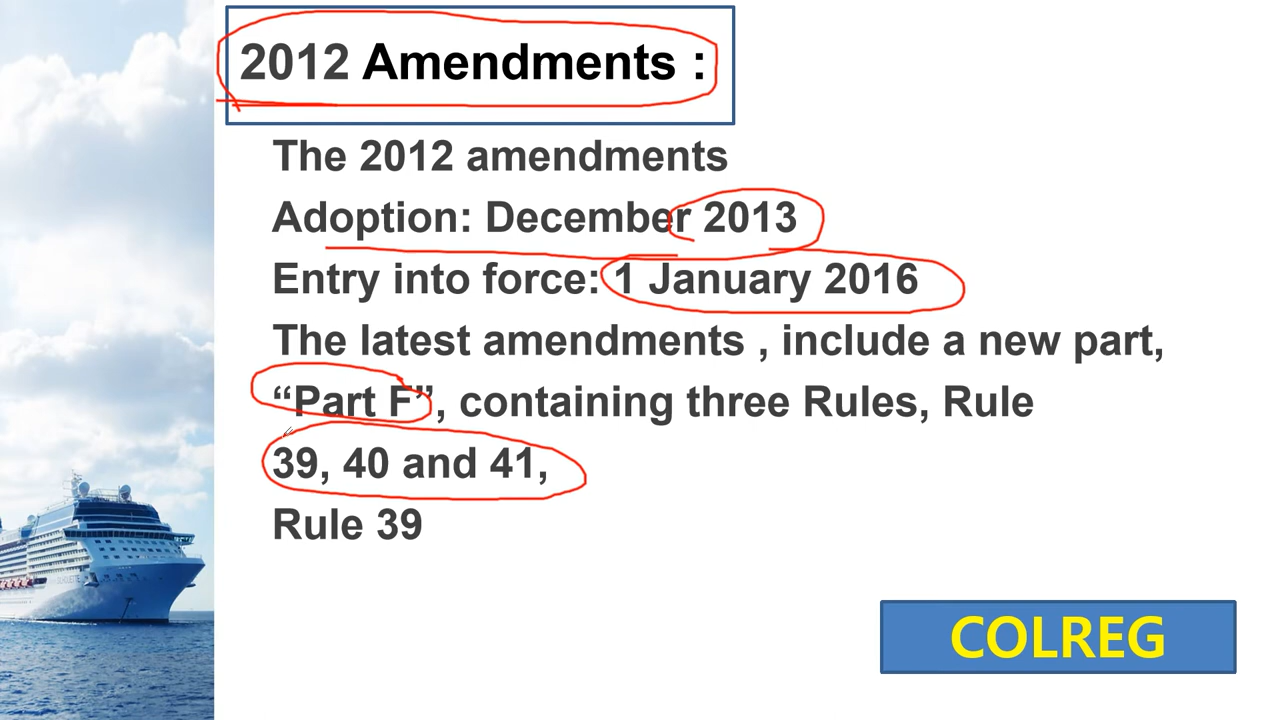 2012 Amendments :
The 2012 amendments
Adoption: December 2013
Entry into force: 1 January 2016
The latest amendments , include a new part,
“Part F”, containing three Rules, Rule
39, 40 and 41,
Rule 39
COLREG